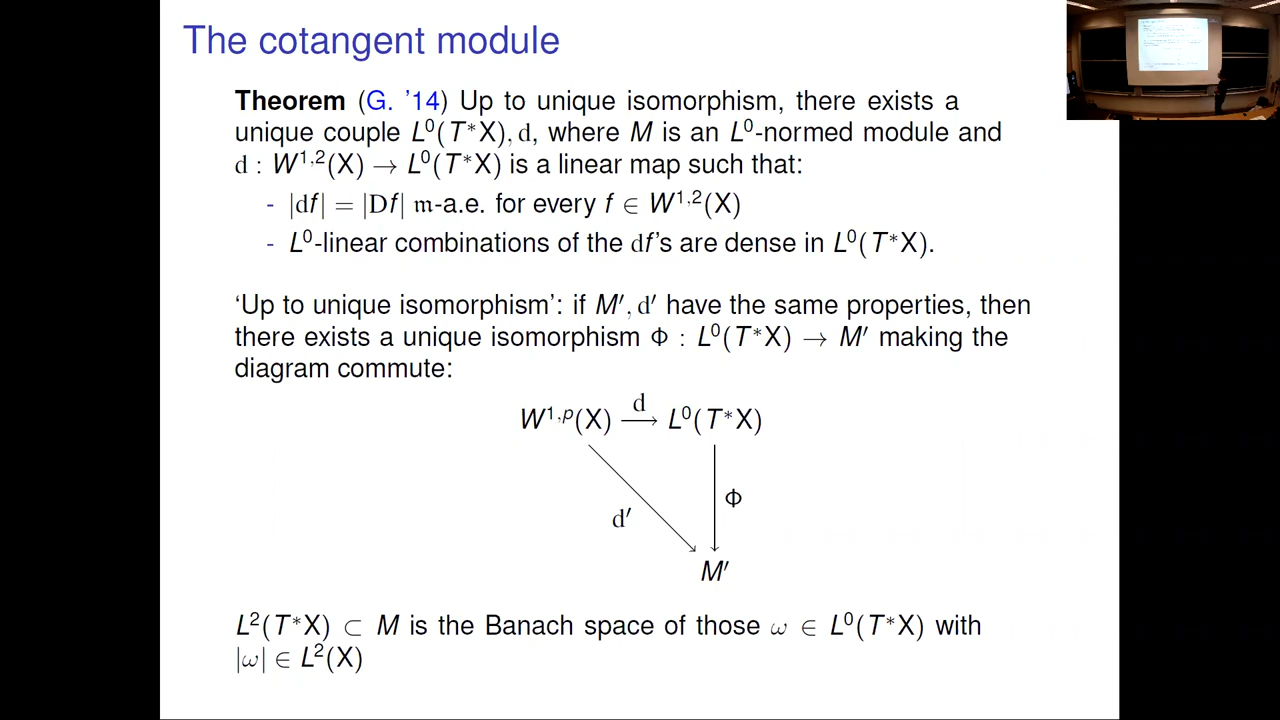 The cotangent module
Theorem (G. '14) Up to unique isomorphism, there exists a
unique couple L⁰(T*X), d, where M is an L⁰-normed module and
d : W¹,²(X) → L⁰(T*X) is a linear map such that:
- |df| = |Df| 𝔪-a.e. for every f ∈ W¹,²(X)
- L⁰-linear combinations of the df's are dense in L⁰(T*X).
'Up to unique isomorphism': if M′, d′ have the same properties, then
there exists a unique isomorphism Φ : L⁰(T*X) → M′ making the
diagram commute:
d
W¹,ᵖ(X) → L⁰(T*X)
Φ
d′
M′
L²(T*X) ⊂ M is the Banach space of those ω ∈ L⁰(T*X) with
|ω| ∈ L²(X)